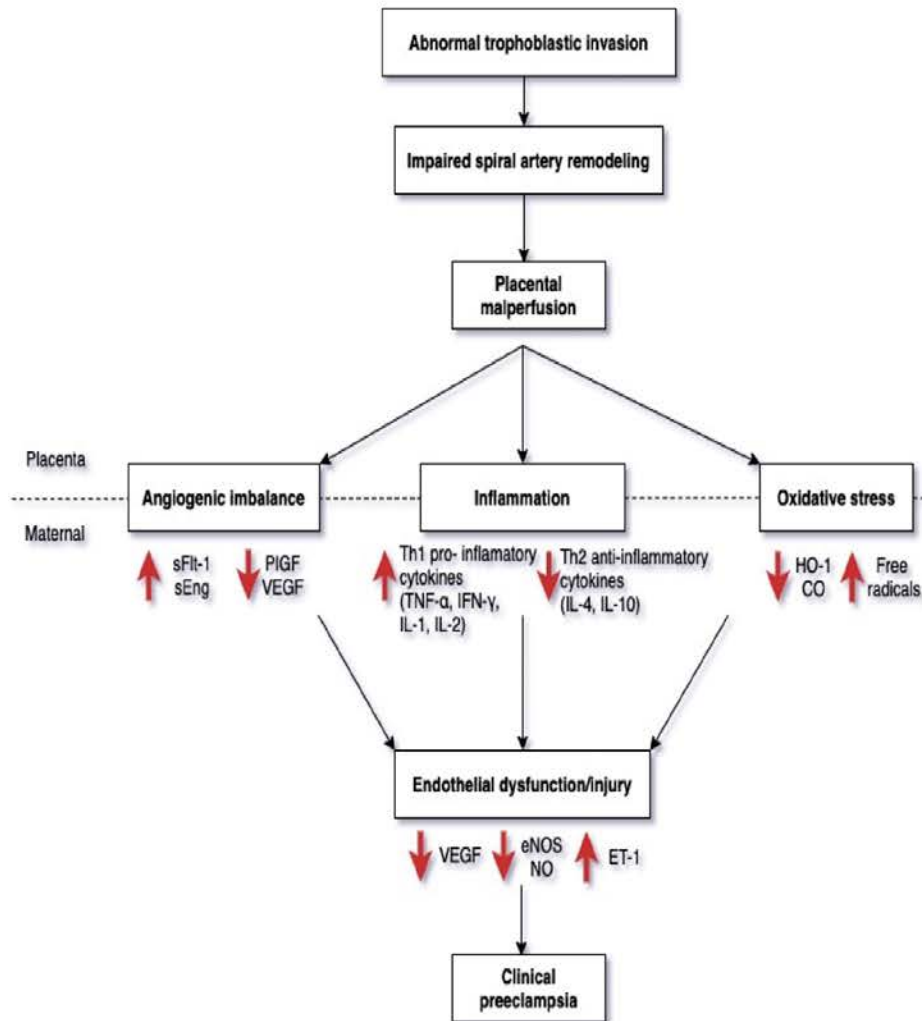 Abnormal trophoblastic invasion
Impaired spiral artery remodeling
Placental
malperfusion
Placenta
Maternal
Angiogenic imbalance
Inflammation
Oxidative stress
sFlt-1
sEng
PlGF
VEGF
Th1 pro- inflamatory
cytokines
(TNF-α, IFN-γ,
IL-1, IL-2)
Th2 anti-inflammatory
cytokines
(IL-4, IL-10)
HO-1
CO
Free
radicals
Endothelial dysfunction/injury
VEGF
eNOS
NO
ET-1
Clinical
preeclampsia